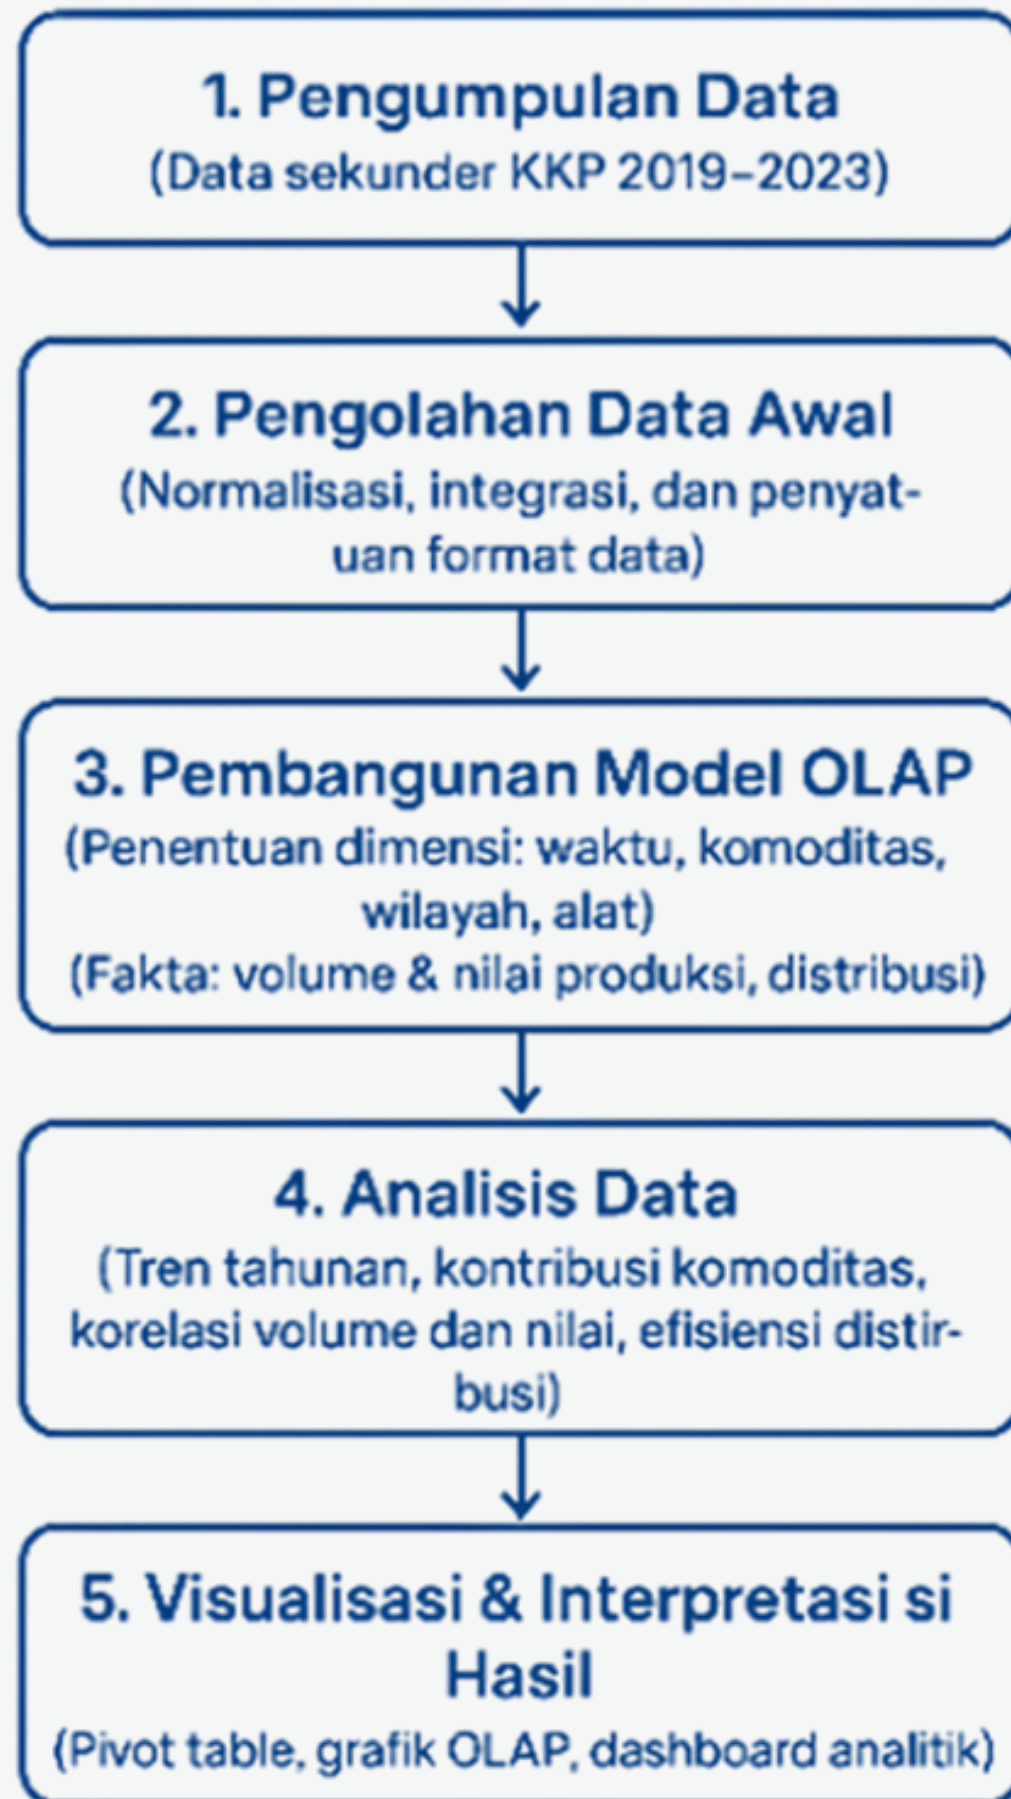 1. Pengumpulan Data
(Data sekunder KKP 2019–2023)
2. Pengolahan Data Awal
(Normalisasi, integrasi, dan penyat-
uan format data)
3. Pembangunan Model OLAP
(Penentuan dimensi: waktu, komoditas,
wilayah, alat)
(Fakta: volume & nilai produksi, distribusi)
4. Analisis Data
(Tren tahunan, kontribusi komoditas,
korelasi volume dan nilai, efisiensi distir-
busi)
5. Visualisasi & Interpretasi si
Hasil
(Pivot table, grafik OLAP, dashboard analitik)